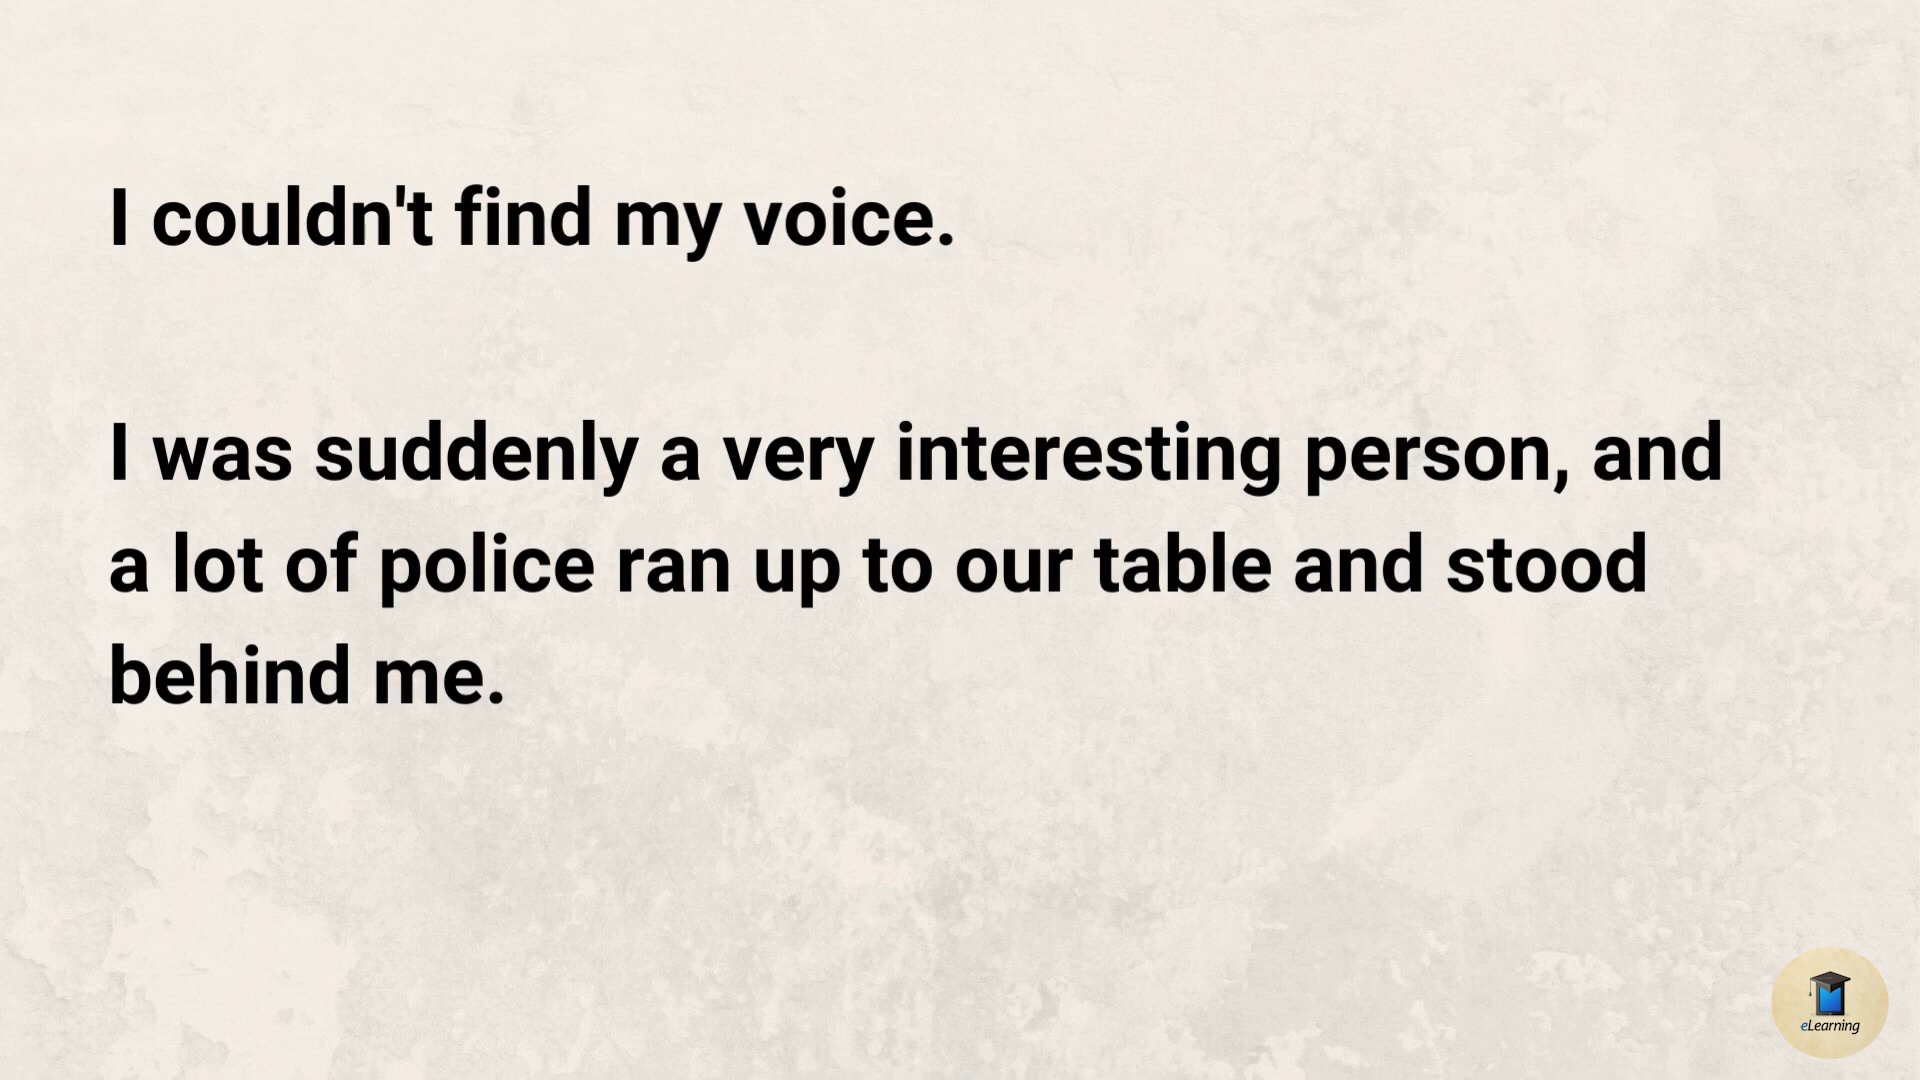 I couldn't find my voice.
I was suddenly a very interesting person, and
a lot of police ran up to our table and stood
behind me.
eLearning